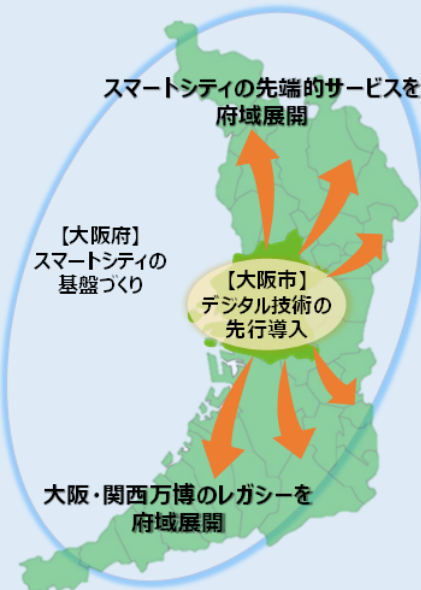 スマートシティの先端的サービスを
府域展開
【大阪府】
スマートシティの
基盤づくり
【大阪市】
デジタル技術の
先行導入
大阪・関西万博のレガシーを
府域展開